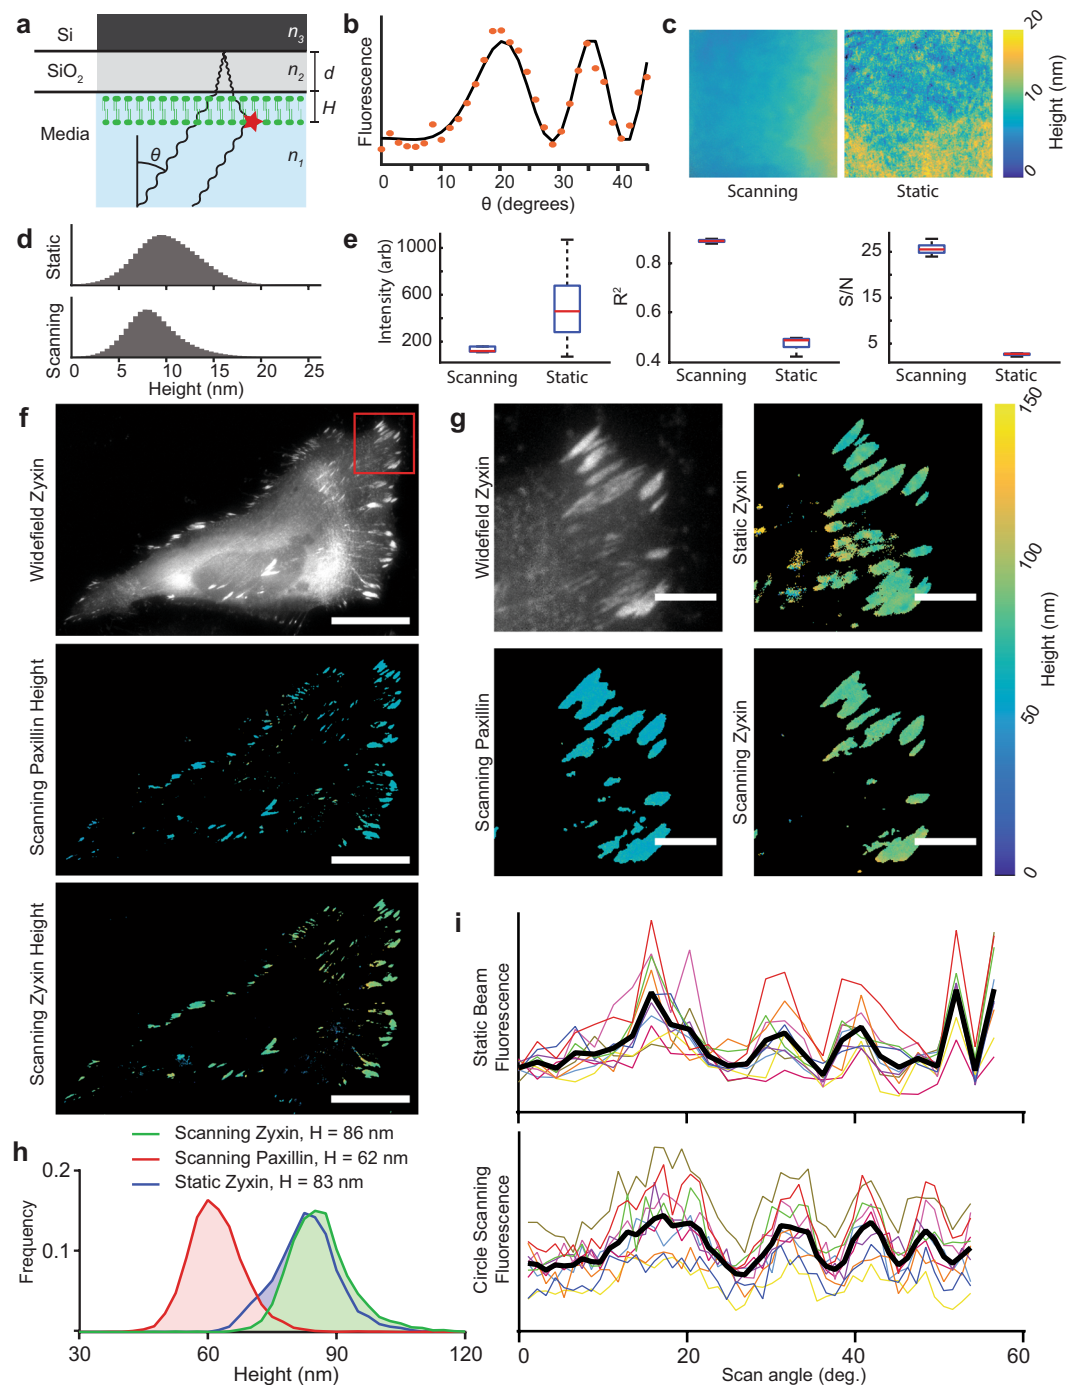 a
Si
n3
SiO2
n2
d
H
Media
θ
n1
b
Fluorescence
0 10 20 30 40
θ (degrees)
c
Scanning
Static
0 10 20
Height (nm)
d
Static
Scanning
0 5 10 15 20 25
Height (nm)
e
Intensity (arb)
1000
600
200
Scanning Static
R2
0.8
0.6
0.4
Scanning Static
S/N
25
5
Scanning Static
f
Widefield Zyxin
Scanning Paxillin Height
Scanning Zyxin Height
g
Widefield Zyxin
Static Zyxin
Scanning Paxillin
Scanning Zyxin
0 50 100 150
Height (nm)
h
Scanning Zyxin, H = 86 nm
Scanning Paxillin, H = 62 nm
Static Zyxin, H = 83 nm
Frequency
0.2
0.1
0
30 60 90 120
Height (nm)
i
Static Beam
Fluorescence
0 20 40 60
Circle Scanning
Fluorescence
0 20 40 60
Scan angle (deg.)